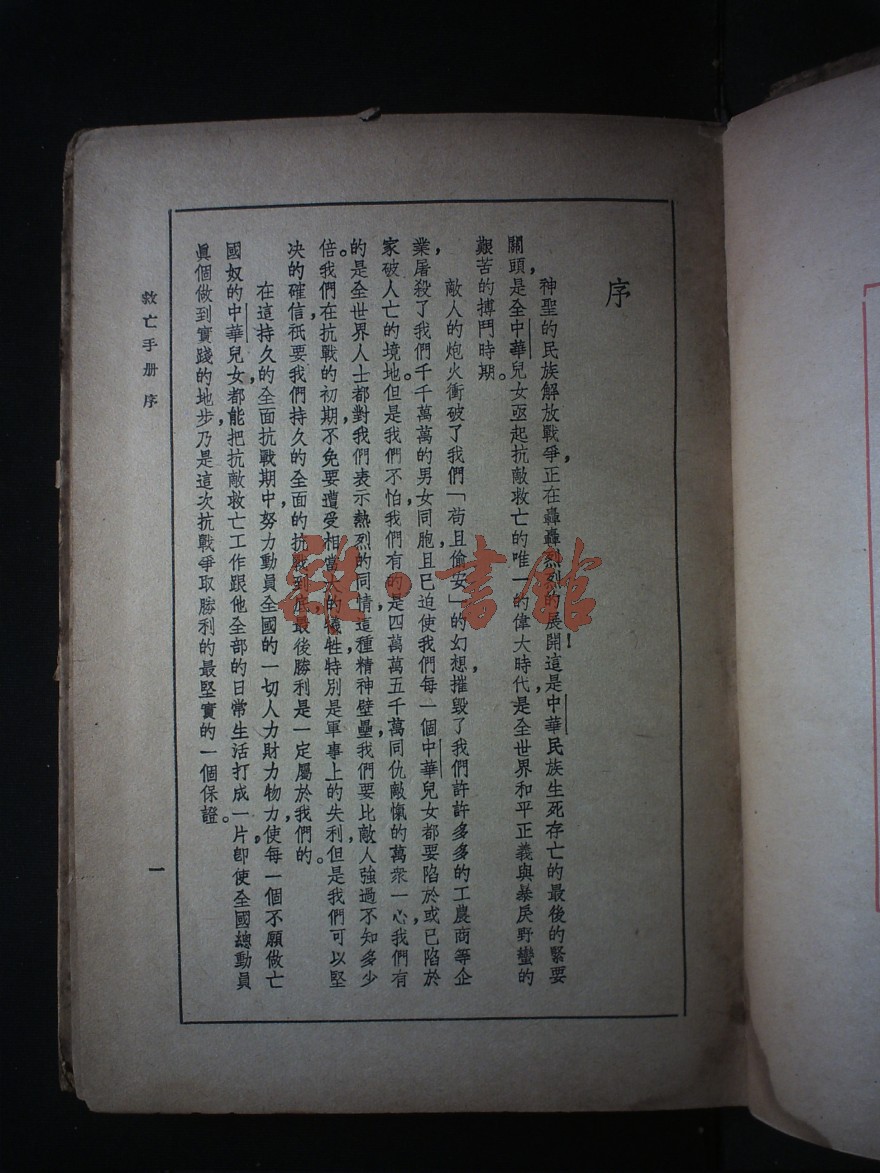 序
神聖的民族解放戰爭，正在轟轟烈烈的展開！這是中華民族生死存亡的最後的緊要
關頭，是全中華兒女亟起抗敵救亡的唯一的偉大時代，是全世界和平正義與暴戾野蠻的
艱苦的搏鬥時期。
敵人的炮火衝破了我們「苟且偷安」的幻想，摧毀了我們許許多多的工農商等企
業，屠殺了我們千千萬萬的男女同胞，且已迫使我們每一個中華兒女都要陷於，或已陷於
家破人亡的境地。但是我們不怕，我們有的是四萬萬五千萬同仇敵愾的萬衆一心，我們有
的是全世界人士都對我們表示熱烈的同情，這種精神壁壘，我們要比敵人強過不知多少
倍。我們在抗戰的初期，不免要遭受相當大的犧牲，特別是軍事上的失利，但是我們可以堅
决的確信，衹要我們持久的全面的抗戰到底，最後勝利是一定屬於我們的。
在這持久的全面抗戰期中，努力動員全國的一切人力財力物力，使每一個不願做亡
國奴的中華兒女，都能把抗敵救亡工作跟他全部的日常生活打成一片，卽使全國總動員
眞個做到實踐的地步，乃是這次抗戰爭取勝利的最堅實的一個保證。
救亡手册 序
一
雜·書館